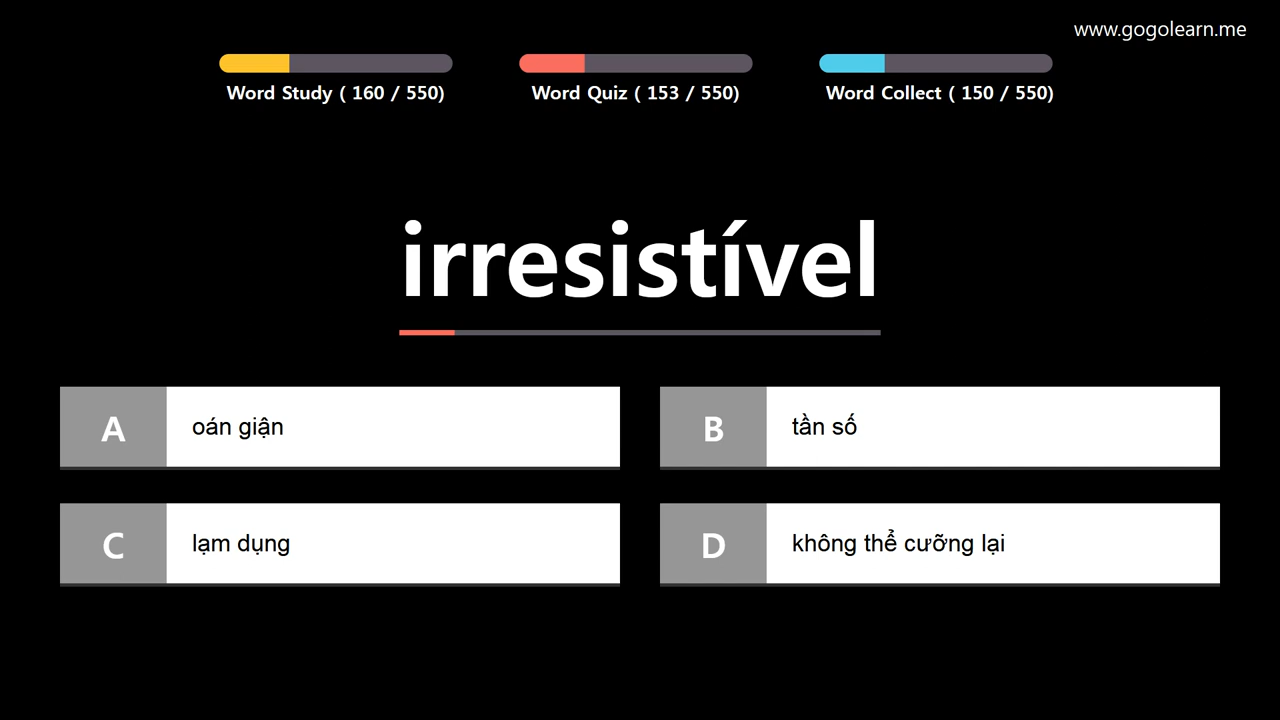 www.gogolearn.me
Word Study ( 160 / 550)
Word Quiz ( 153 / 550)
Word Collect ( 150 / 550)
irresistível
A
oán giận
B
tần số
C
lạm dụng
D
không thể cưỡng lại